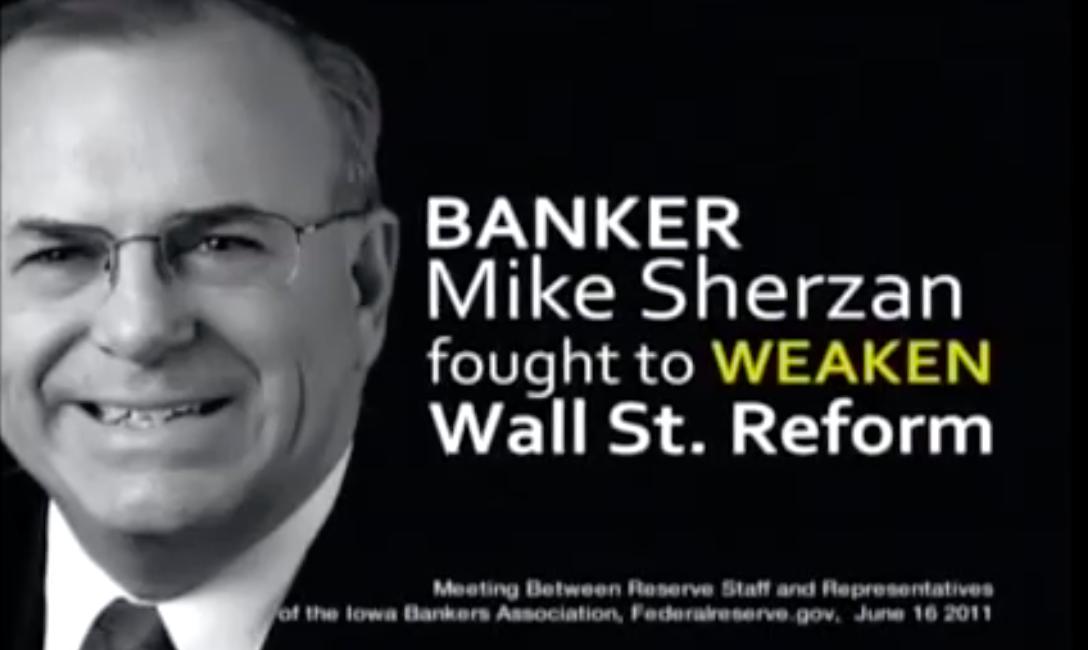 BANKER
Mike Sherzan
fought to WEAKEN
Wall St. Reform
Meeting Between Reserve Staff and Representatives
of the Iowa Bankers Association, Federalreserve.gov, June 16 2011